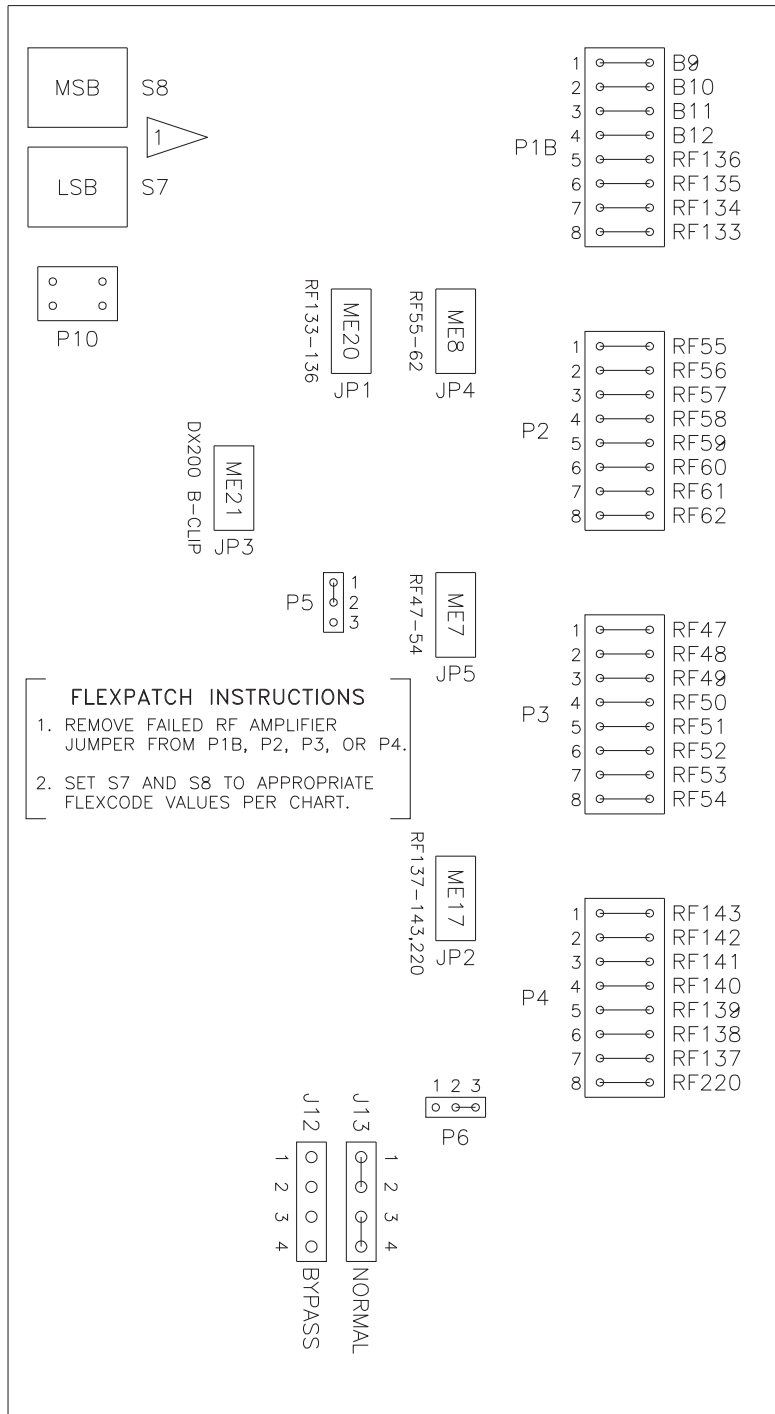 MSB S8
1
LSB S7
P10
P1B
1 B9
2 B10
3 B11
4 B12
5 RF136
6 RF135
7 RF134
8 RF133
RF133-136
ME20
JP1
RF55-62
ME8
JP4
P2
1 RF55
2 RF56
3 RF57
4 RF58
5 RF59
6 RF60
7 RF61
8 RF62
DX200 B-CLIP
ME21
JP3
P5
1
2
3
RF47-54
ME7
JP5
P3
1 RF47
2 RF48
3 RF49
4 RF50
5 RF51
6 RF52
7 RF53
8 RF54
FLEXPATCH INSTRUCTIONS
1. REMOVE FAILED RF AMPLIFIER
JUMPER FROM P1B, P2, P3, OR P4.
2. SET S7 AND S8 TO APPROPRIATE
FLEXCODE VALUES PER CHART.
RF137-143,220
ME17
JP2
P4
1 RF143
2 RF142
3 RF141
4 RF140
5 RF139
6 RF138
7 RF137
8 RF220
1 2 3
P6
J12
1
2
3
4
BYPASS
J13
1
2
3
4
NORMAL